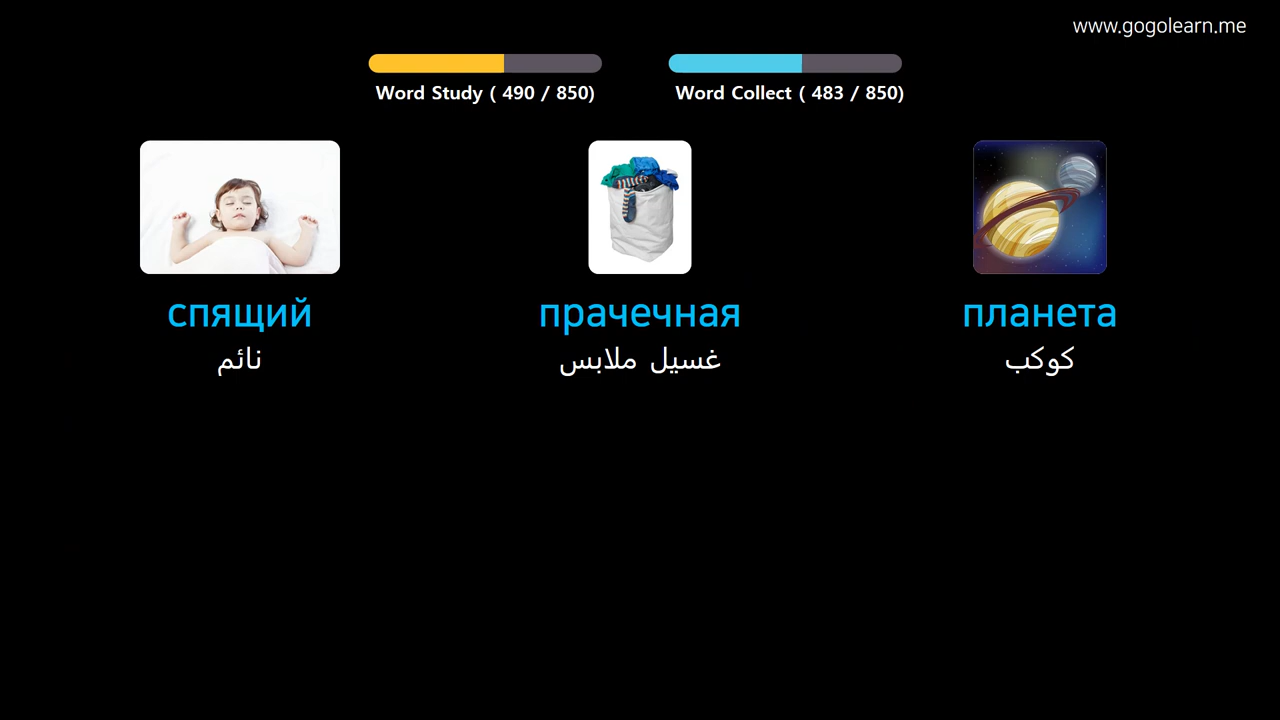 www.gogolearn.me
Word Study ( 490 / 850)
Word Collect ( 483 / 850)
спящий
прачечная
планета
نائم
غسيل ملابس
كوكب